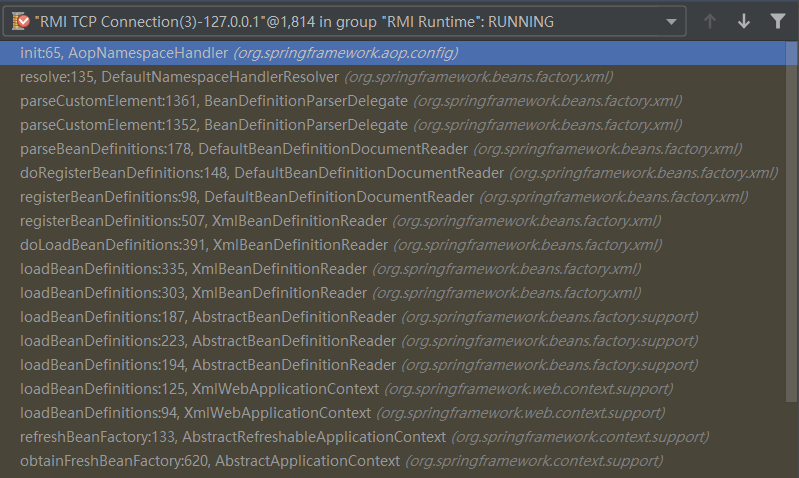 "RMI TCP Connection(3)-127.0.0.1"@1,814 in group "RMI Runtime": RUNNING
init:65, AopNamespaceHandler (org.springframework.aop.config)
resolve:135, DefaultNamespaceHandlerResolver (org.springframework.beans.factory.xml)
parseCustomElement:1361, BeanDefinitionParserDelegate (org.springframework.beans.factory.xml)
parseCustomElement:1352, BeanDefinitionParserDelegate (org.springframework.beans.factory.xml)
parseBeanDefinitions:178, DefaultBeanDefinitionDocumentReader (org.springframework.beans.factory.xml)
doRegisterBeanDefinitions:148, DefaultBeanDefinitionDocumentReader (org.springframework.beans.factory.xml)
registerBeanDefinitions:98, DefaultBeanDefinitionDocumentReader (org.springframework.beans.factory.xml)
registerBeanDefinitions:507, XmlBeanDefinitionReader (org.springframework.beans.factory.xml)
doLoadBeanDefinitions:391, XmlBeanDefinitionReader (org.springframework.beans.factory.xml)
loadBeanDefinitions:335, XmlBeanDefinitionReader (org.springframework.beans.factory.xml)
loadBeanDefinitions:303, XmlBeanDefinitionReader (org.springframework.beans.factory.xml)
loadBeanDefinitions:187, AbstractBeanDefinitionReader (org.springframework.beans.factory.support)
loadBeanDefinitions:223, AbstractBeanDefinitionReader (org.springframework.beans.factory.support)
loadBeanDefinitions:194, AbstractBeanDefinitionReader (org.springframework.beans.factory.support)
loadBeanDefinitions:125, XmlWebApplicationContext (org.springframework.web.context.support)
loadBeanDefinitions:94, XmlWebApplicationContext (org.springframework.web.context.support)
refreshBeanFactory:133, AbstractRefreshableApplicationContext (org.springframework.context.support)
obtainFreshBeanFactory:620, AbstractApplicationContext (org.springframework.context.support)